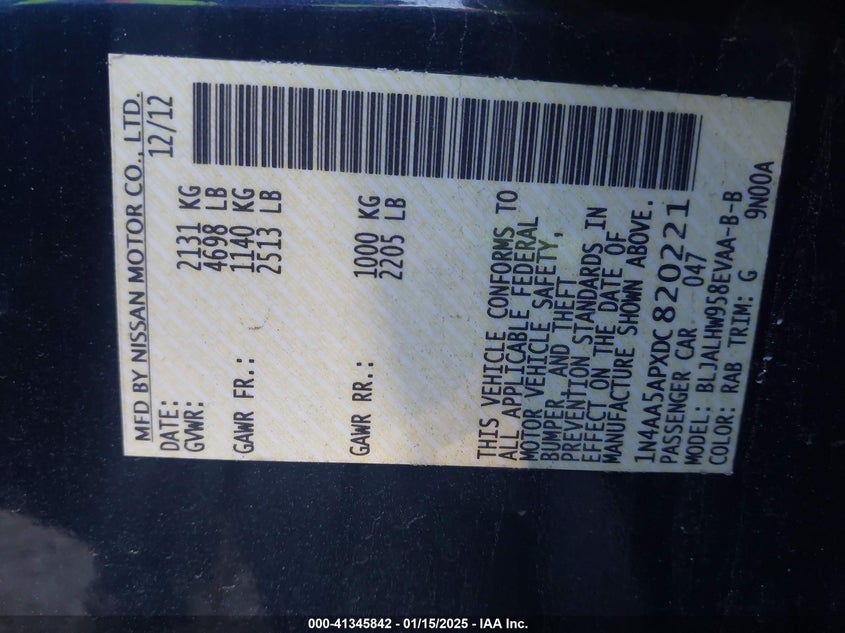 MFD BY NISSAN MOTOR CO., LTD.
DATE: 12/12
GVWR: 2131 KG
4698 LB
GAWR FR.: 1140 KG
2513 LB
GAWR RR.: 1000 KG
2205 LB
THIS VEHICLE CONFORMS TO
ALL APPLICABLE FEDERAL
MOTOR VEHICLE SAFETY,
BUMPER, AND THEFT
PREVENTION STANDARDS IN
EFFECT ON THE DATE OF
MANUFACTURE SHOWN ABOVE.
1N4AA5APXDC820221
PASSENGER CAR 047
MODEL: BLJALHW958EVAA-B-B
COLOR: RAB TRIM: G 9N00A
000-41345842 - 01/15/2025 - IAA Inc.